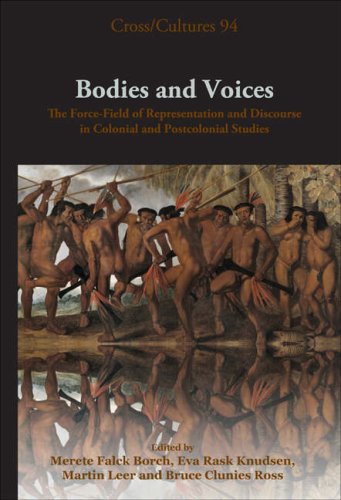 Cross/Cultures 94
Bodies and Voices
The Force-Field of Representation and Discourse
in Colonial and Postcolonial Studies
Edited by
Merete Falck Borch, Eva Rask Knudsen,
Martin Leer and Bruce Clunies Ross